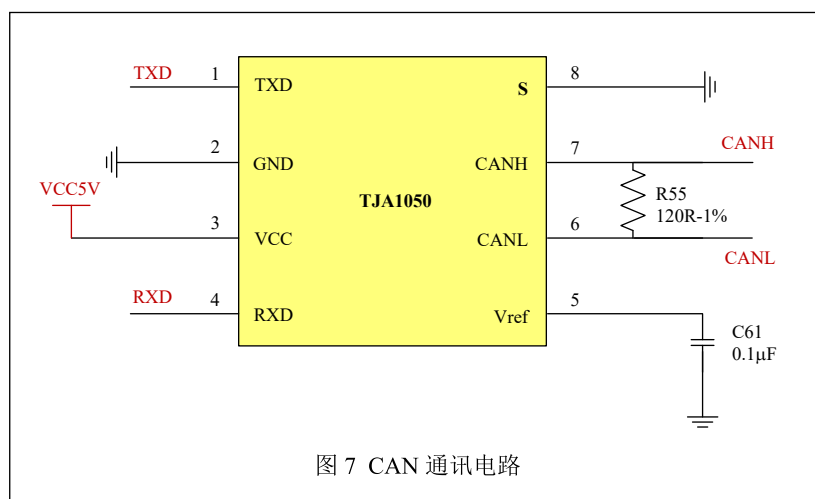 TXD
1
TXD
S
8
2
GND
CANH
7
CANH
VCC5V
TJA1050
R55
120R-1%
3
VCC
CANL
6
CANL
RXD
4
RXD
Vref
5
C61
0.1μF
图 7 CAN 通讯电路